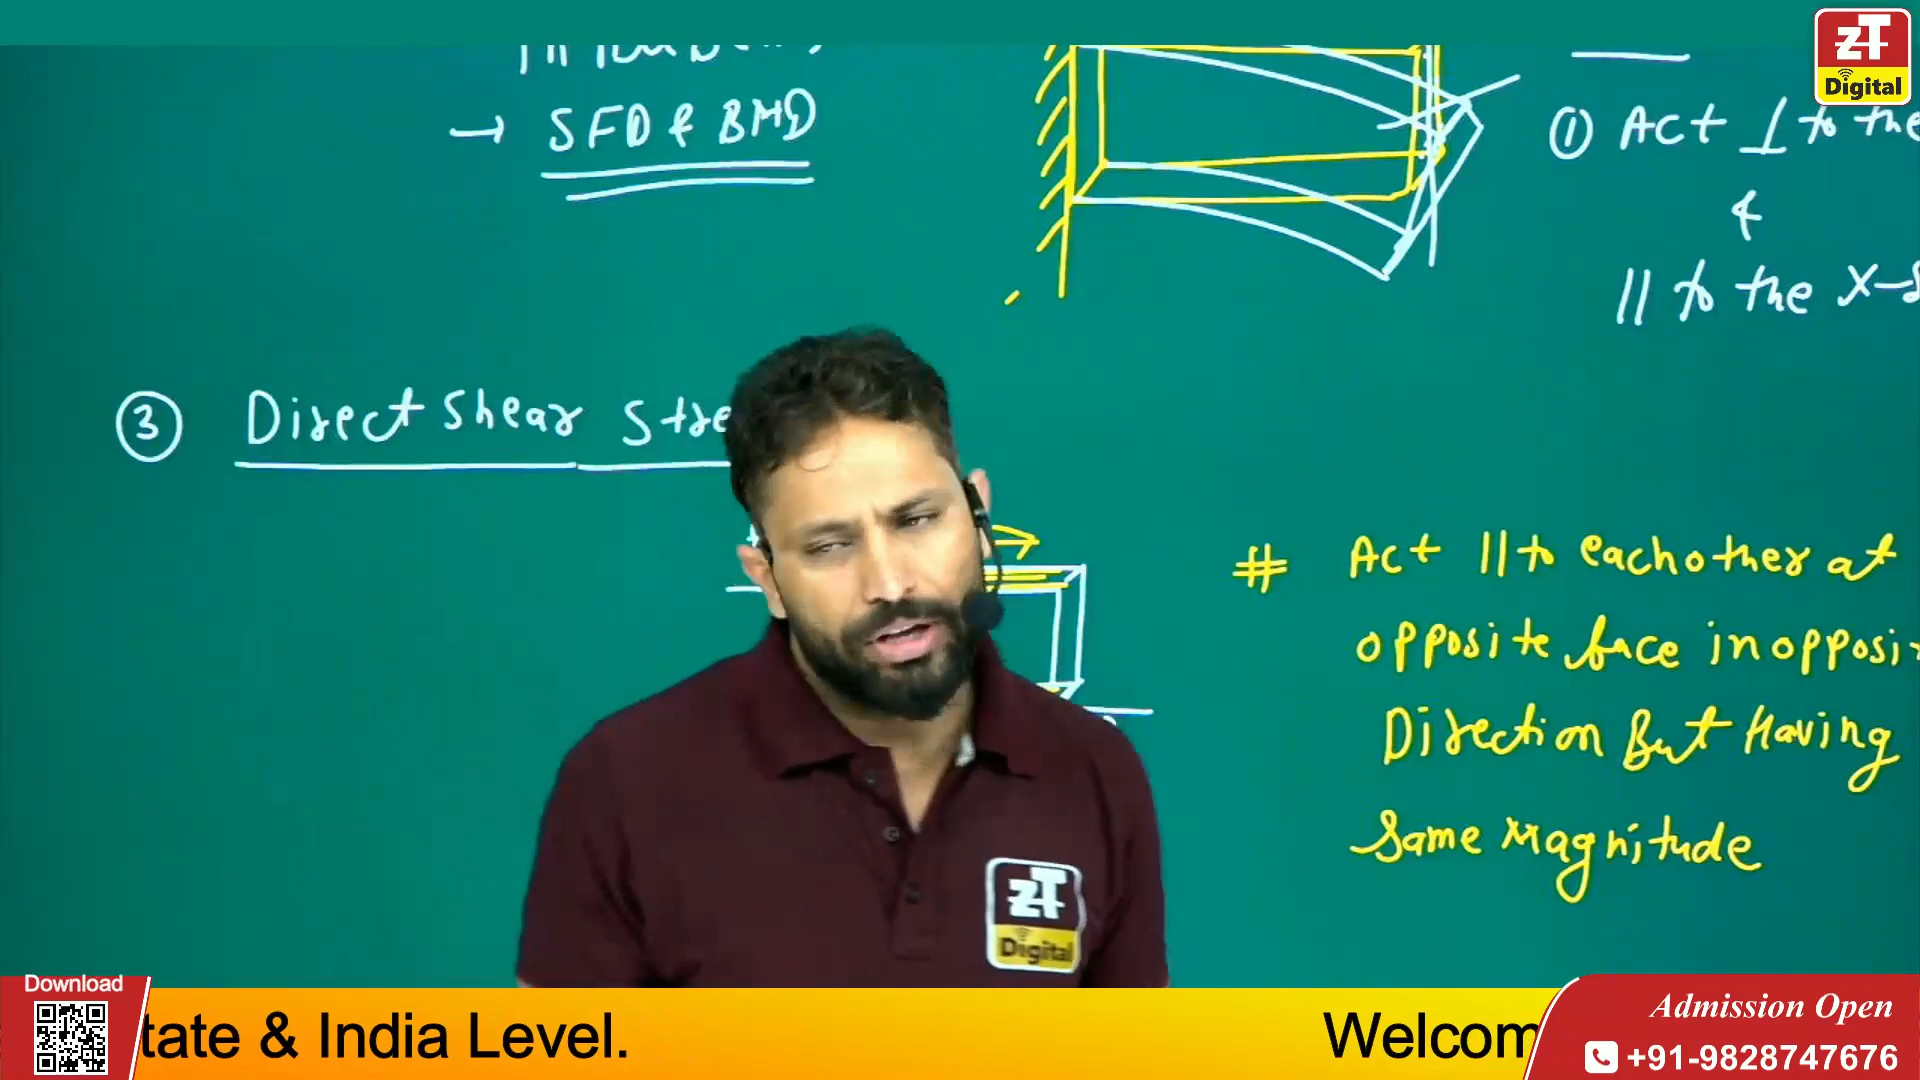 zT
Digital
→ SFD & BMD
① Act ⊥ to the
&
|| to the X-S
③ Direct Shear Stre
# Act || to eachother at
opposite face in opposi
Direction But Having
Same Magnitude
zT
Digital
Download
tate & India Level.
Welcom
Admission Open
+91-9828747676